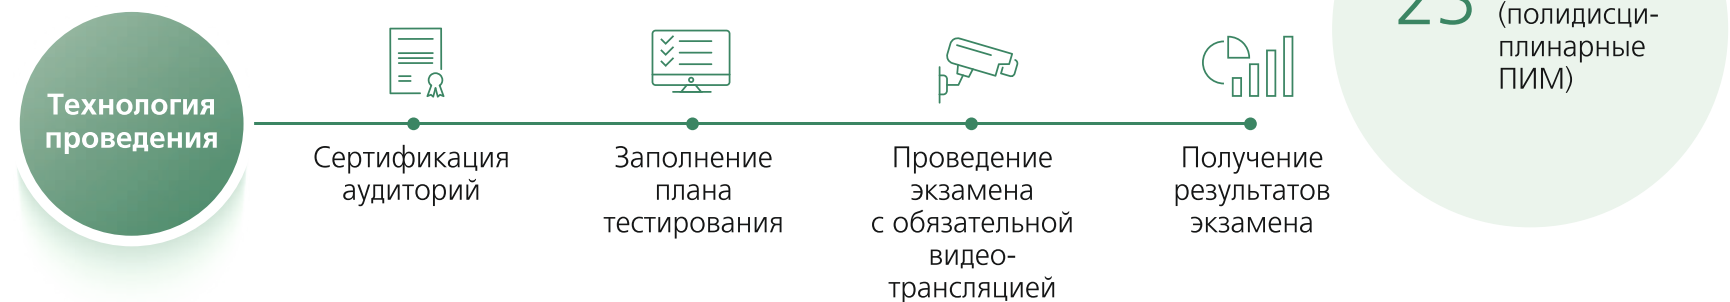 Технология
проведения
Сертификация
аудиторий
Заполнение
плана
тестирования
Проведение
экзамена
с обязательной
видео-
трансляцией
Получение
результатов
экзамена
(полидисци-
плинарные
ПИМ)